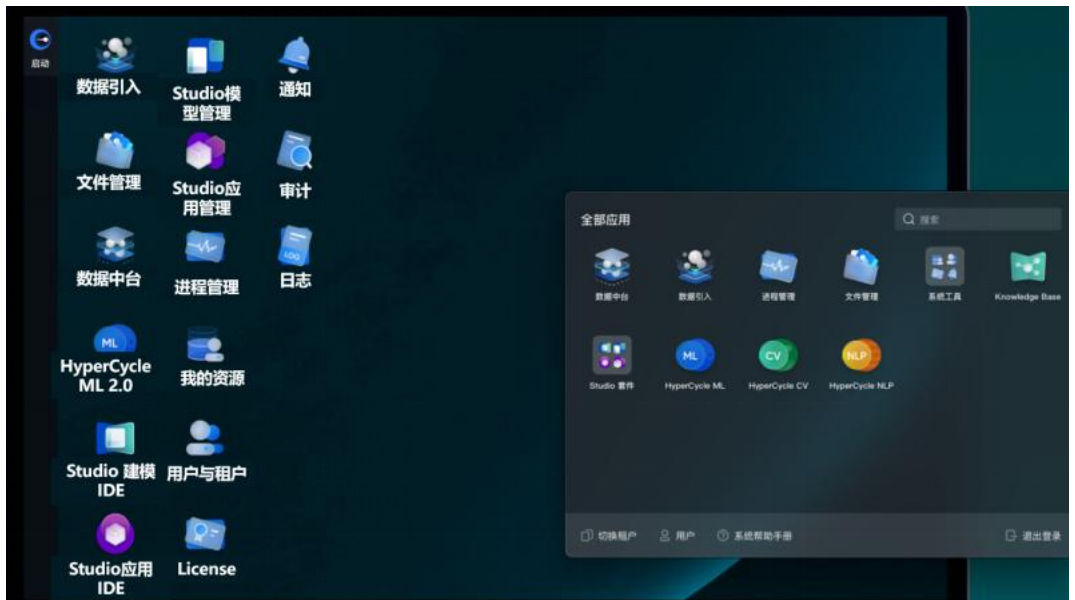 启动
数据引入
Studio模
型管理
通知
文件管理
Studio应
用管理
审计
数据中台
进程管理
日志
LOG
ML
HyperCycle
ML 2.0
我的资源
Studio 建模
IDE
用户与租户
Studio应用
IDE
License
全部应用
搜索
数据中台
数据引入
进程管理
文件管理
系统工具
Knowledge Base
Studio 套件
ML
HyperCycle ML
CV
HyperCycle CV
NLP
HyperCycle NLP
切换租户
用户
系统帮助手册
退出登录